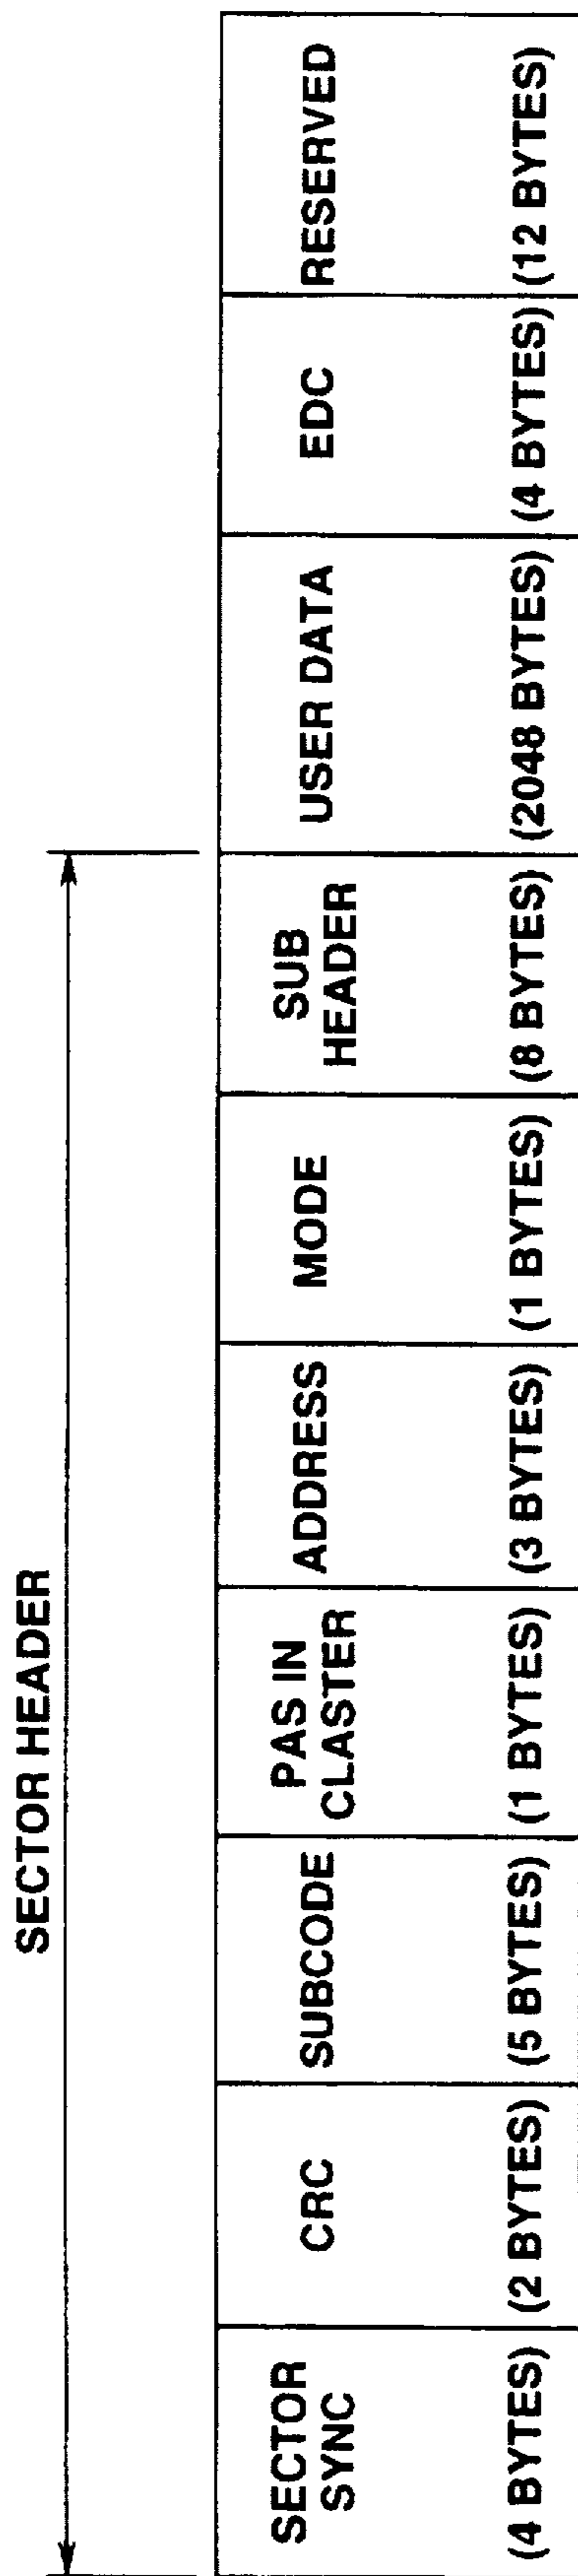 SECTOR HEADER
SECTOR
SYNC
(4 BYTES)
CRC
(2 BYTES)
SUBCODE
(5 BYTES)
PAS IN
CLASTER
(1 BYTES)
ADDRESS
(3 BYTES)
MODE
(1 BYTES)
SUB
HEADER
(8 BYTES)
USER DATA
(2048 BYTES)
EDC
(4 BYTES)
RESERVED
(12 BYTES)